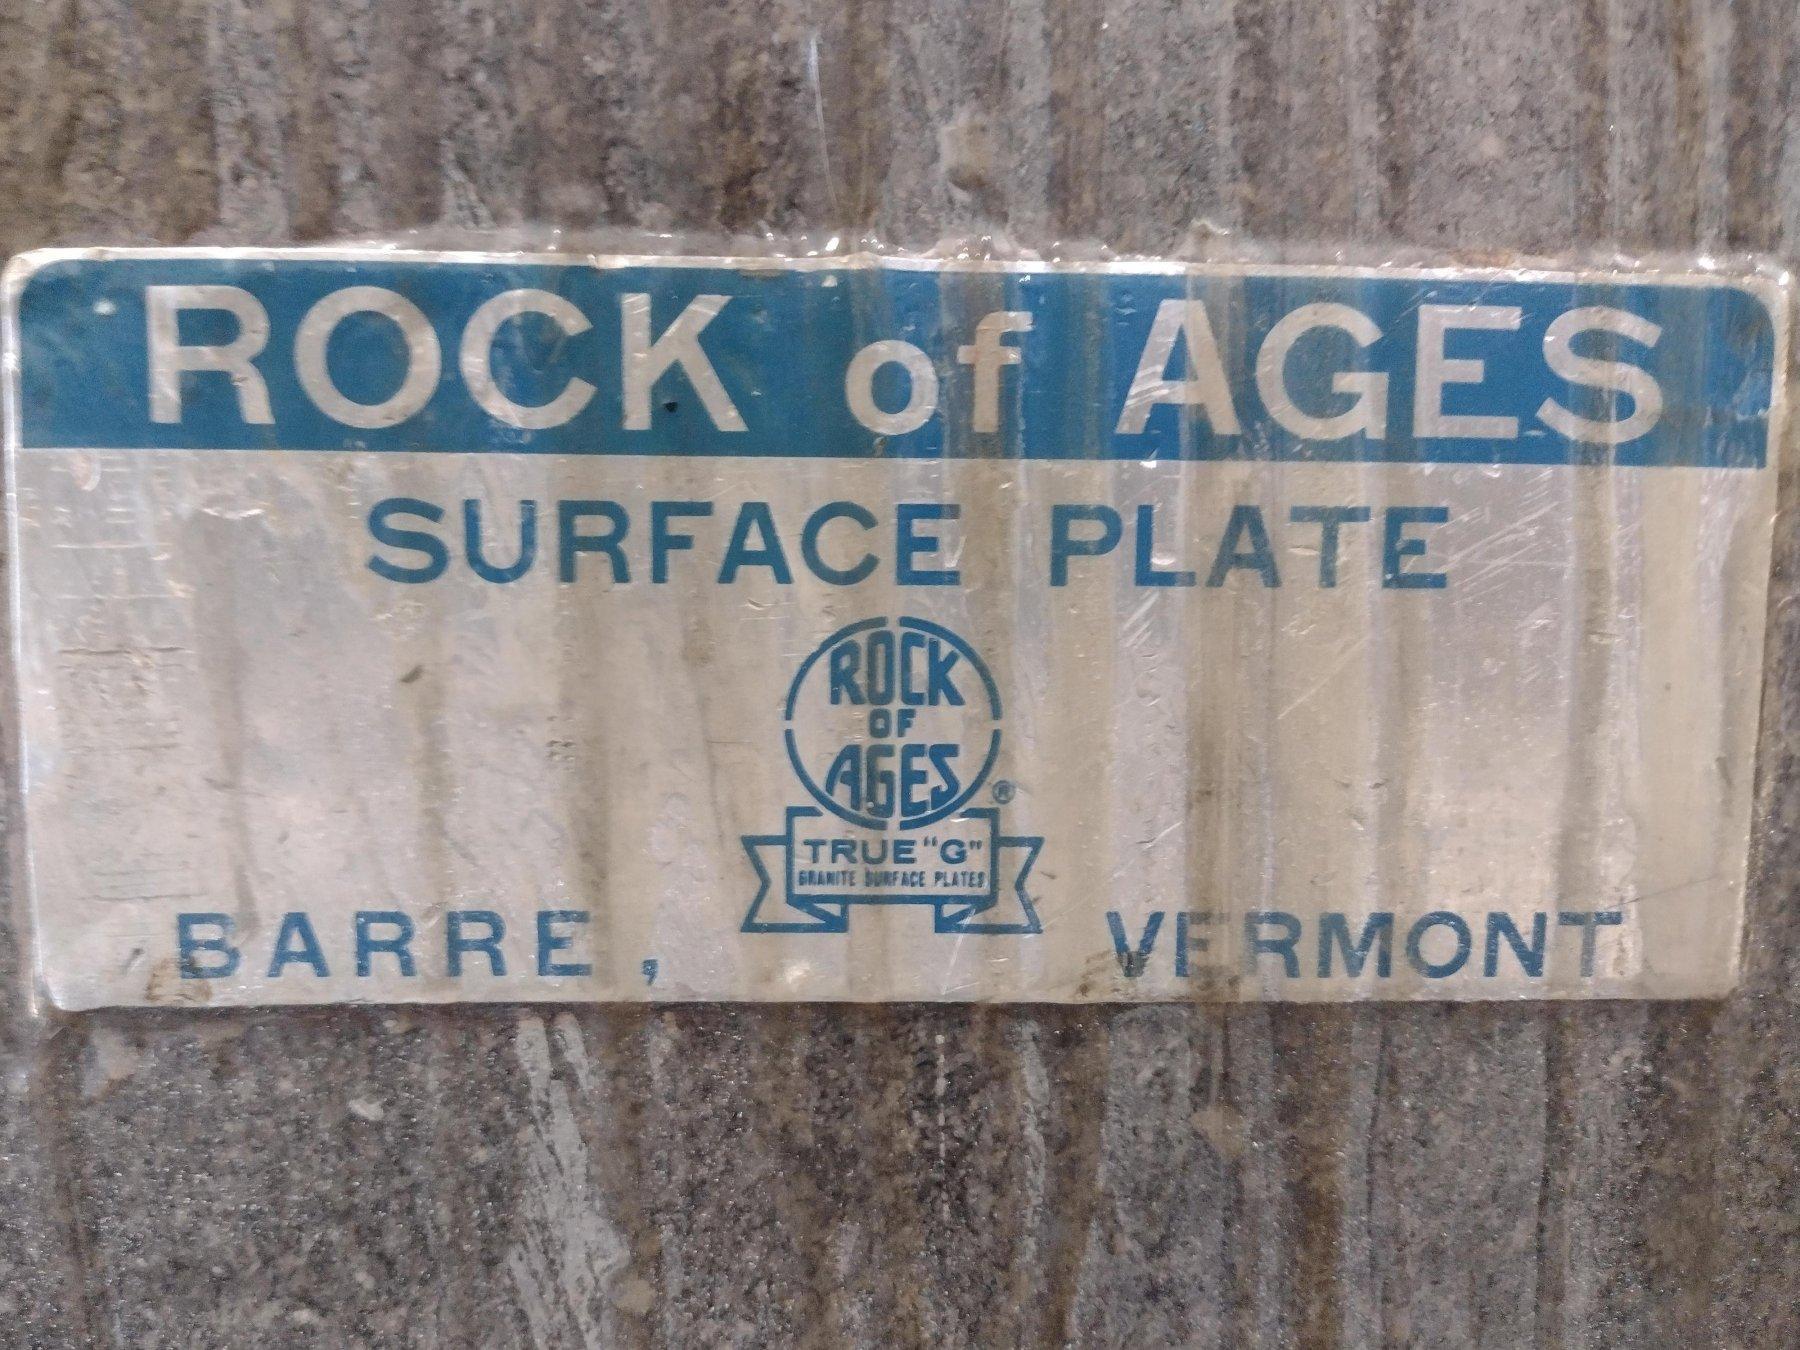 ROCK of AGES
SURFACE PLATE
ROCK
OF
AGES
®
TRUE "G"
GRANITE SURFACE PLATES
BARRE, VERMONT